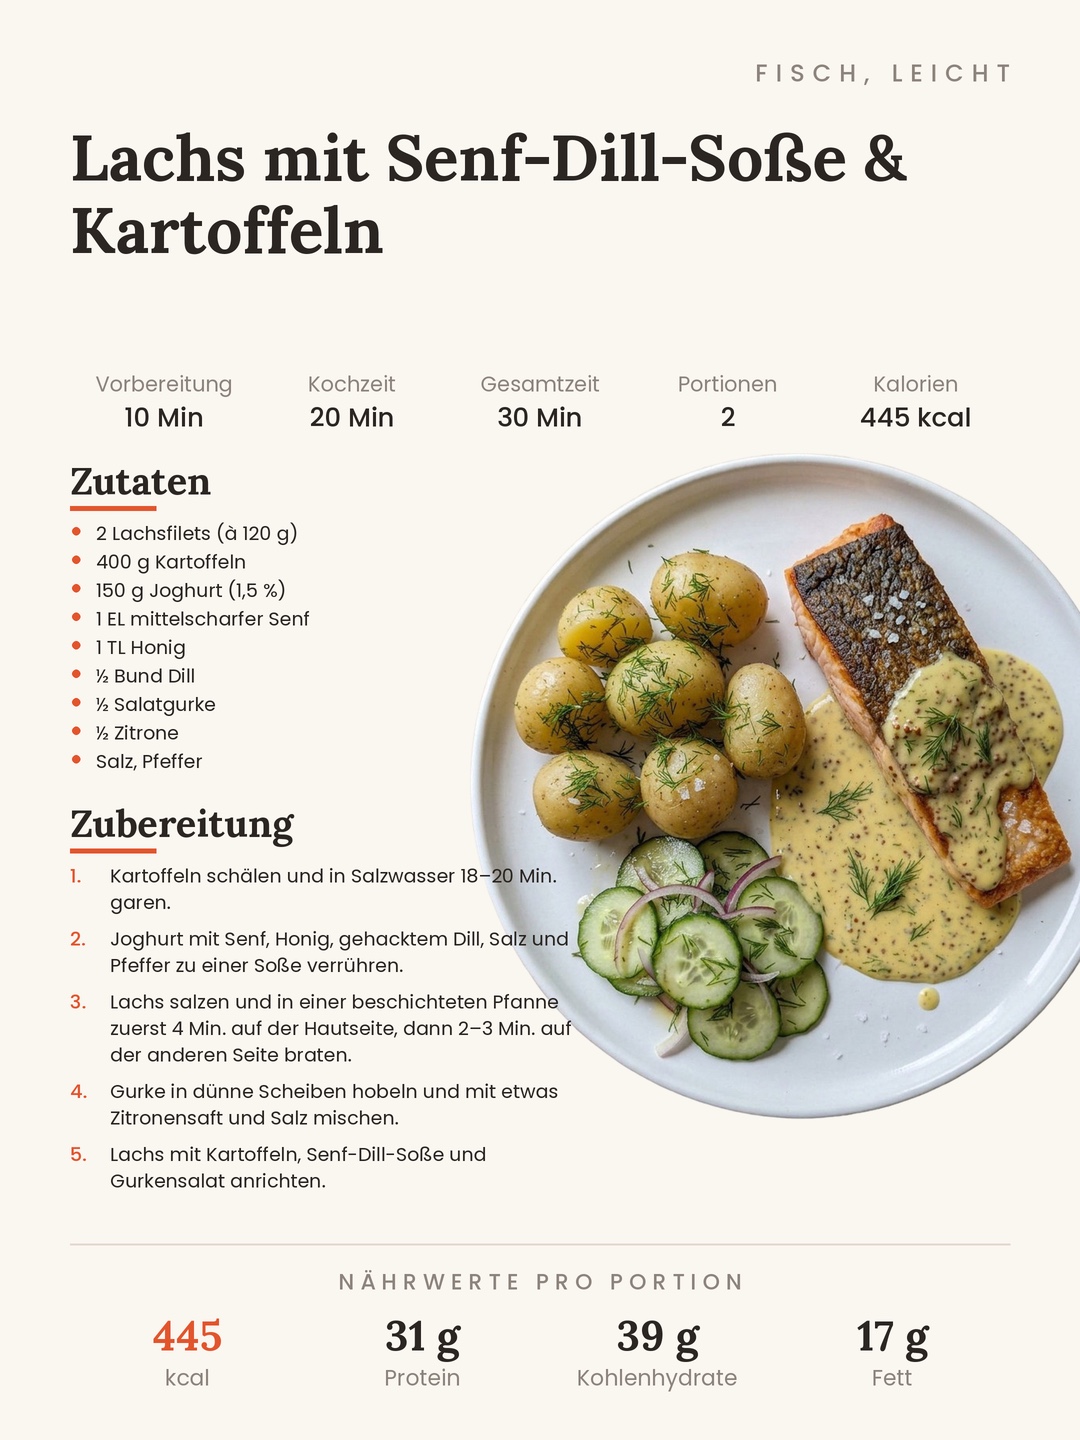 FISCH, LEICHT
Lachs mit Senf-Dill-Soße &
Kartoffeln
Vorbereitung
10 Min
Kochzeit
20 Min
Gesamtzeit
30 Min
Portionen
2
Kalorien
445 kcal
Zutaten
• 2 Lachsfilets (à 120 g)
• 400 g Kartoffeln
• 150 g Joghurt (1,5 %)
• 1 EL mittelscharfer Senf
• 1 TL Honig
• ½ Bund Dill
• ½ Salatgurke
• ½ Zitrone
• Salz, Pfeffer
Zubereitung
1. Kartoffeln schälen und in Salzwasser 18–20 Min.
garen.
2. Joghurt mit Senf, Honig, gehacktem Dill, Salz und
Pfeffer zu einer Soße verrühren.
3. Lachs salzen und in einer beschichteten Pfanne
zuerst 4 Min. auf der Hautseite, dann 2–3 Min. auf
der anderen Seite braten.
4. Gurke in dünne Scheiben hobeln und mit etwas
Zitronensaft und Salz mischen.
5. Lachs mit Kartoffeln, Senf-Dill-Soße und
Gurkensalat anrichten.
NÄHRWERTE PRO PORTION
445
kcal
31 g
Protein
39 g
Kohlenhydrate
17 g
Fett